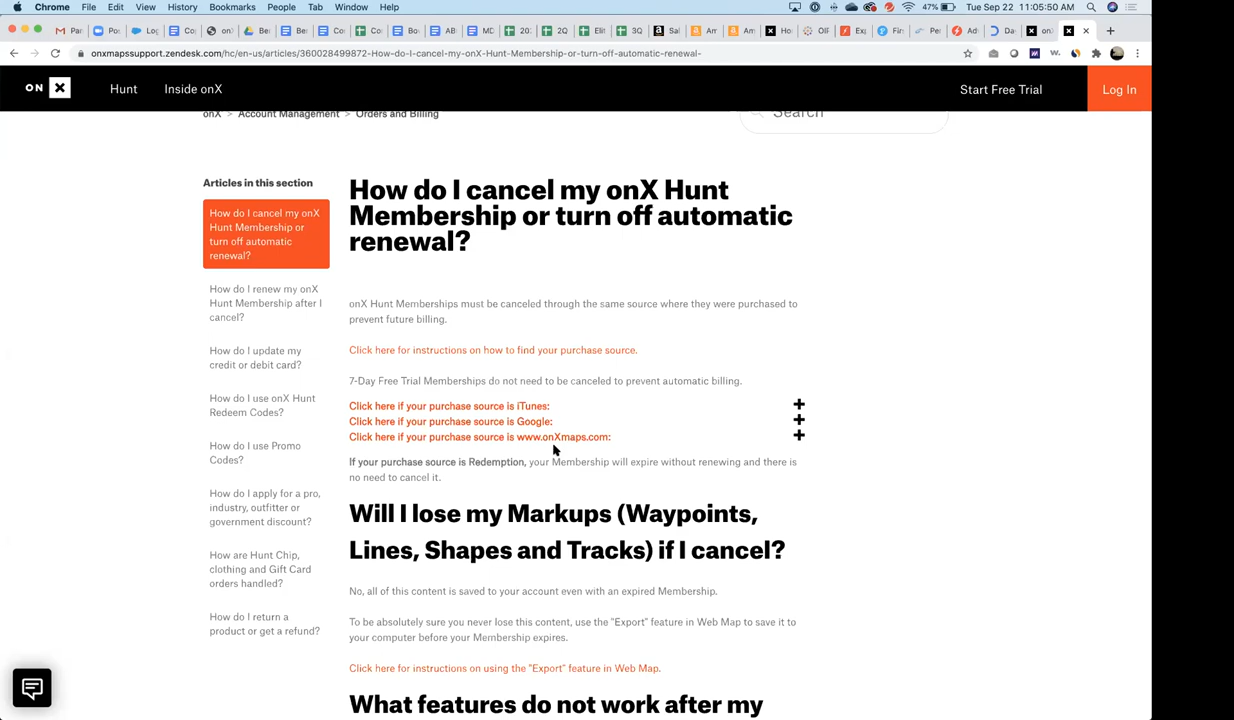 Chrome File Edit View History Bookmarks People Tab Window Help 47% Tue Sep 22 11:05:50 AM
onxmapssupport.zendesk.com/hc/en-us/articles/360028499872-How-do-I-cancel-my-onX-Hunt-Membership-or-turn-off-automatic-renewal-
ON X Hunt Inside onX Start Free Trial Log In
onX > Account Management > Orders and Billing Search
Articles in this section
How do I cancel my onX
Hunt Membership or
turn off automatic
renewal?
How do I renew my onX
Hunt Membership after I
cancel?
How do I update my
credit or debit card?
How do I use onX Hunt
Redeem Codes?
How do I use Promo
Codes?
How do I apply for a pro,
industry, outfitter or
government discount?
How are Hunt Chip,
clothing and Gift Card
orders handled?
How do I return a
product or get a refund?
How do I cancel my onX Hunt
Membership or turn off automatic
renewal?
onX Hunt Memberships must be canceled through the same source where they were purchased to
prevent future billing.
Click here for instructions on how to find your purchase source.
7-Day Free Trial Memberships do not need to be canceled to prevent automatic billing.
Click here if your purchase source is iTunes: +
Click here if your purchase source is Google: +
Click here if your purchase source is www.onXmaps.com: +
If your purchase source is Redemption, your Membership will expire without renewing and there is
no need to cancel it.
Will I lose my Markups (Waypoints,
Lines, Shapes and Tracks) if I cancel?
No, all of this content is saved to your account even with an expired Membership.
To be absolutely sure you never lose this content, use the "Export" feature in Web Map to save it to
your computer before your Membership expires.
Click here for instructions on using the "Export" feature in Web Map.
What features do not work after my